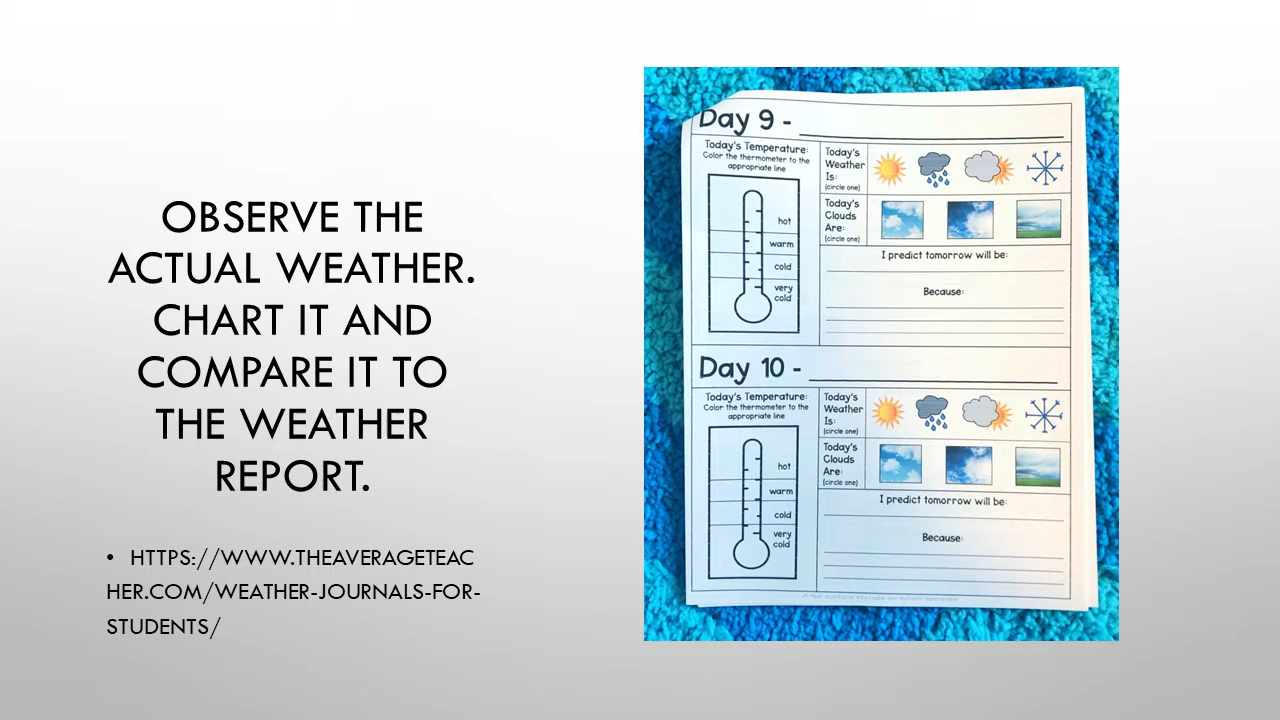 OBSERVE THE
ACTUAL WEATHER.
CHART IT AND
COMPARE IT TO
THE WEATHER
REPORT.
• HTTPS://WWW.THEAVERAGETEAC
HER.COM/WEATHER-JOURNALS-FOR-
STUDENTS/
Day 9 -
Today's Temperature:
Color the thermometer to the
appropriate line
hot
warm
cold
very
cold
Today's
Weather
Is:
(circle one)
Today's
Clouds
Are:
(circle one)
I predict tomorrow will be:
Because:
Day 10 -
Today's Temperature:
Color the thermometer to the
appropriate line
hot
warm
cold
very
cold
Today's
Weather
Is:
(circle one)
Today's
Clouds
Are:
(circle one)
I predict tomorrow will be:
Because: